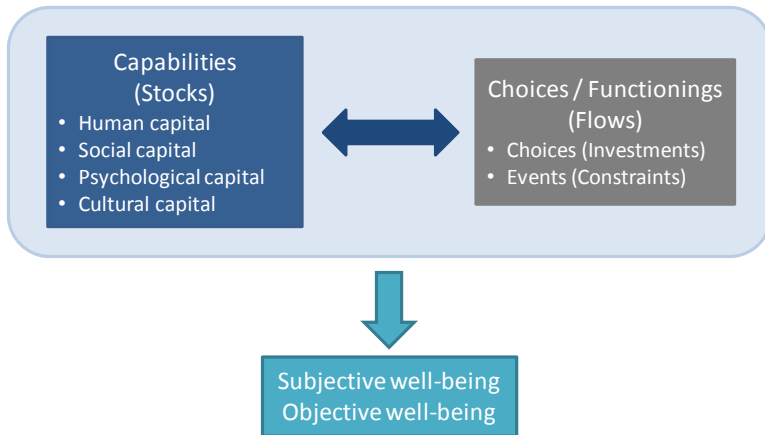 Capabilities
(Stocks)
• Human capital
• Social capital
• Psychological capital
• Cultural capital
Choices / Functionings
(Flows)
• Choices (Investments)
• Events (Constraints)
Subjective well-being
Objective well-being